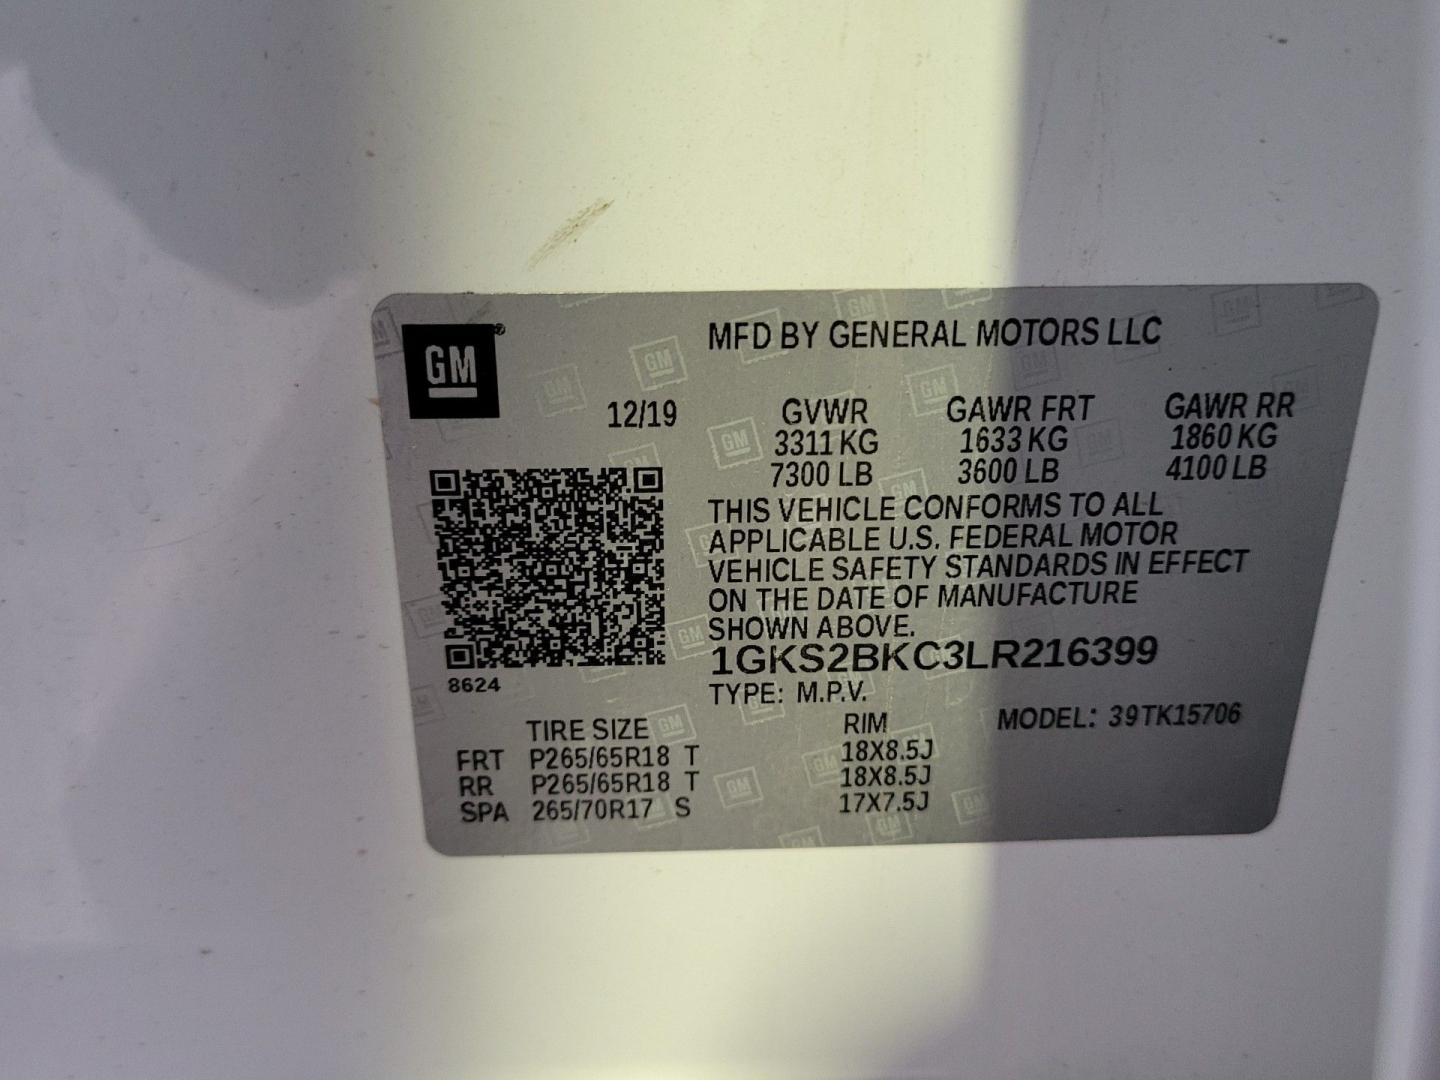 GM®
MFD BY GENERAL MOTORS LLC
12/19 GVWR GAWR FRT GAWR RR
3311 KG 1633 KG 1860 KG
7300 LB 3600 LB 4100 LB
THIS VEHICLE CONFORMS TO ALL
APPLICABLE U.S. FEDERAL MOTOR
VEHICLE SAFETY STANDARDS IN EFFECT
ON THE DATE OF MANUFACTURE
SHOWN ABOVE.
1GKS2BKC3LR216399
8624
TYPE: M.P.V.
MODEL: 39TK15706
TIRE SIZE RIM
FRT P265/65R18 T 18X8.5J
RR P265/65R18 T 18X8.5J
SPA 265/70R17 S 17X7.5J